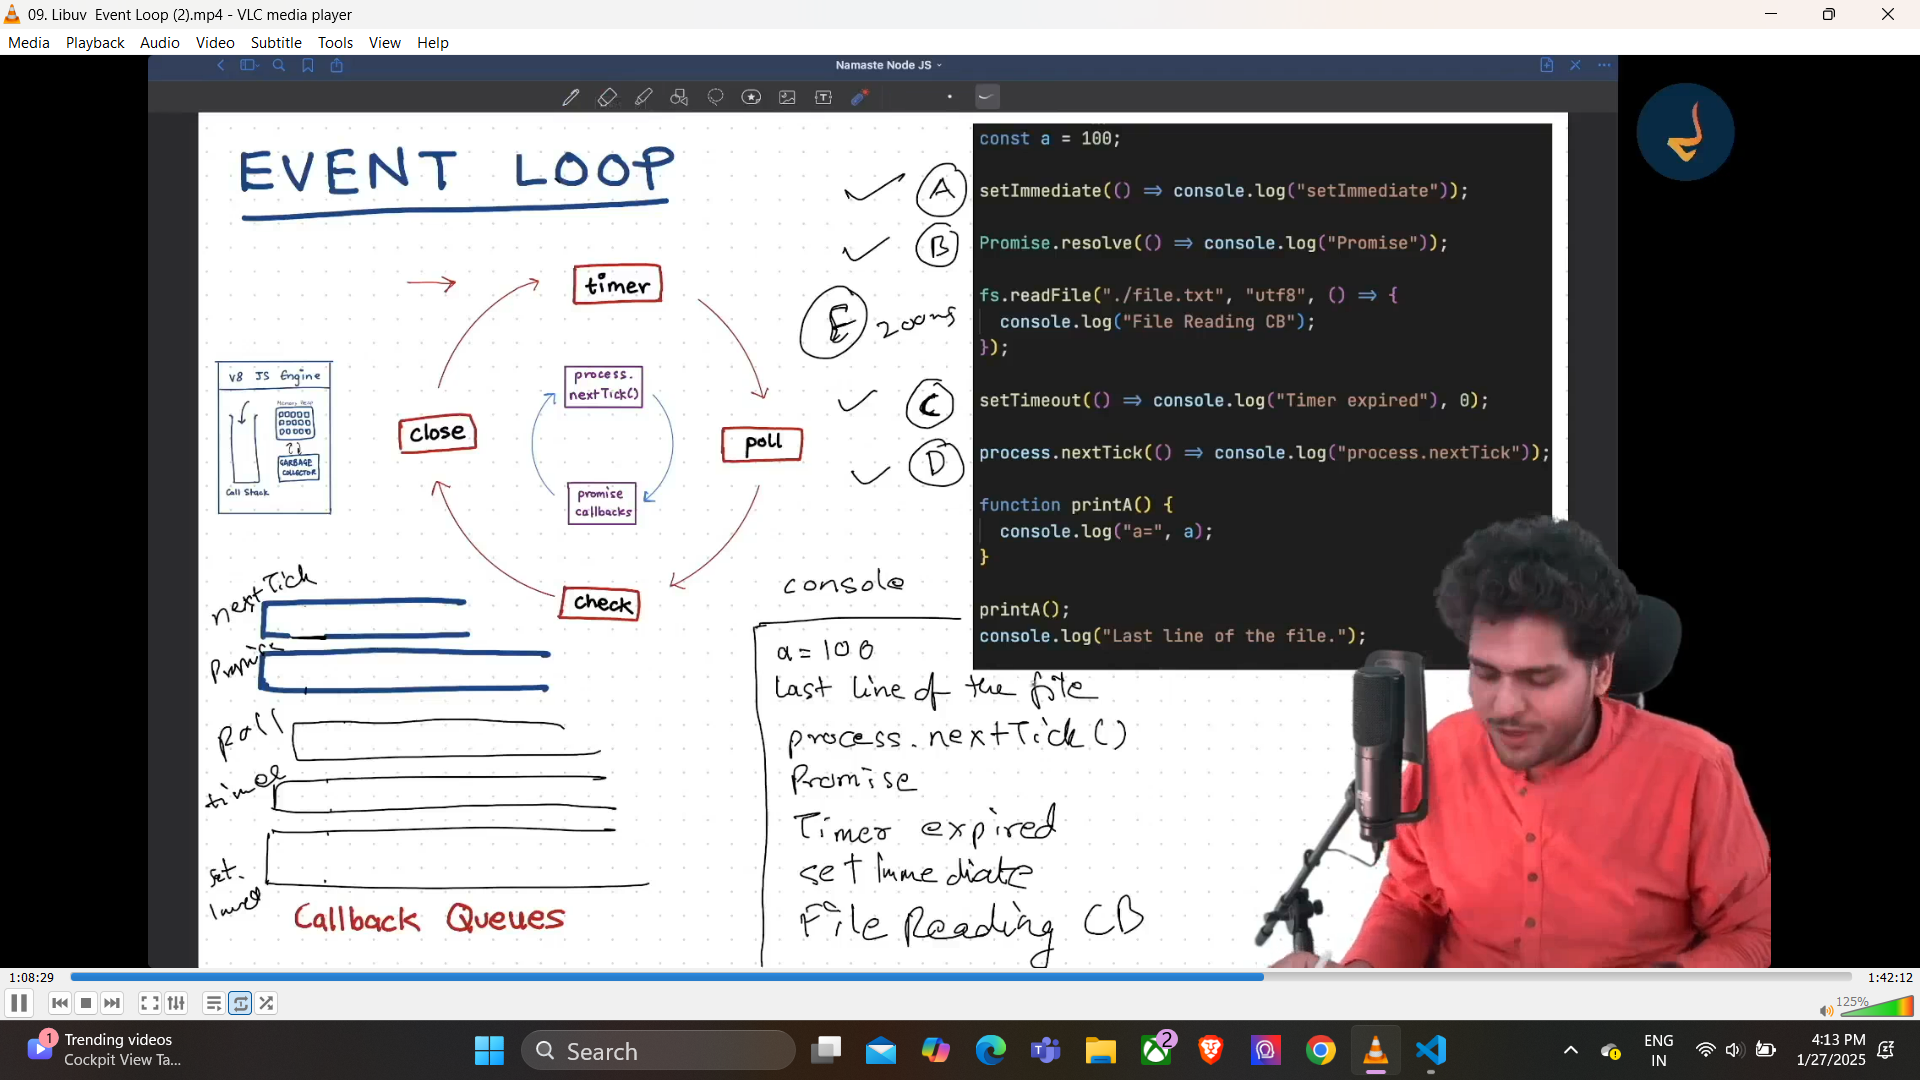 09. Libuv Event Loop (2).mp4 - VLC media player
Media Playback Audio Video Subtitle Tools View Help
Namaste Node JS
EVENT LOOP
timer
poll
check
close
process.
nextTick()
promise
callbacks
V8 JS Engine
Memory Heap
GARBAGE
COLLECTOR
Call Stack
A
B
E 200ms
C
D
const a = 100;
setImmediate(() => console.log("setImmediate"));
Promise.resolve(() => console.log("Promise"));
fs.readFile("./file.txt", "utf8", () => {
console.log("File Reading CB");
});
setTimeout(() => console.log("Timer expired"), 0);
process.nextTick(() => console.log("process.nextTick"));
function printA() {
console.log("a=", a);
}
printA();
console.log("Last line of the file.");
nextTick
Promise
poll
timer
set
Callback Queues
console
a = 100
last line of the file
process.nextTick()
Promise
Timer expired
setImmediate
File Reading CB
1:08:29
1:42:12
125%
1
Trending videos
Cockpit View Ta...
Search
2
ENG
IN
4:13 PM
1/27/2025